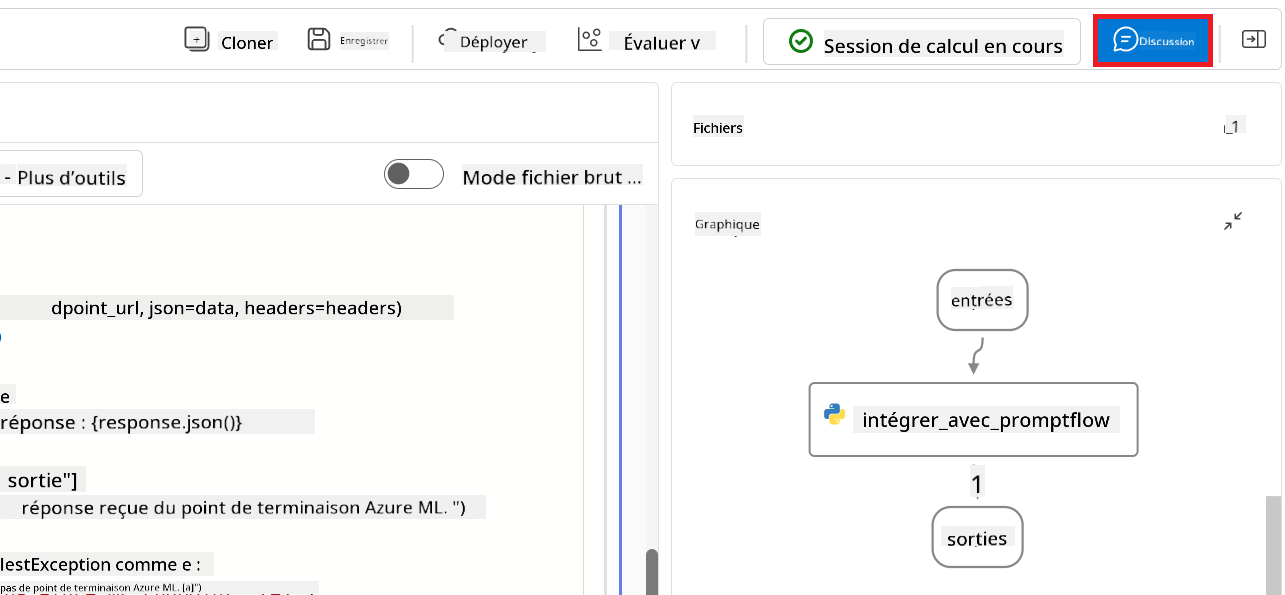 Cloner
Enregistrer
Déployer
Évaluer v
Session de calcul en cours
Discussion
Fichiers
1
- Plus d'outils
Mode fichier brut ...
Graphique
dpoint_url, json=data, headers=headers)
e
réponse : {response.json()}
sortie"]
réponse reçue du point de terminaison Azure ML. ")
lestException comme e :
pas de point de terminaison Azure ML. [a]")
entrées
intégrer_avec_promptflow
1
sorties